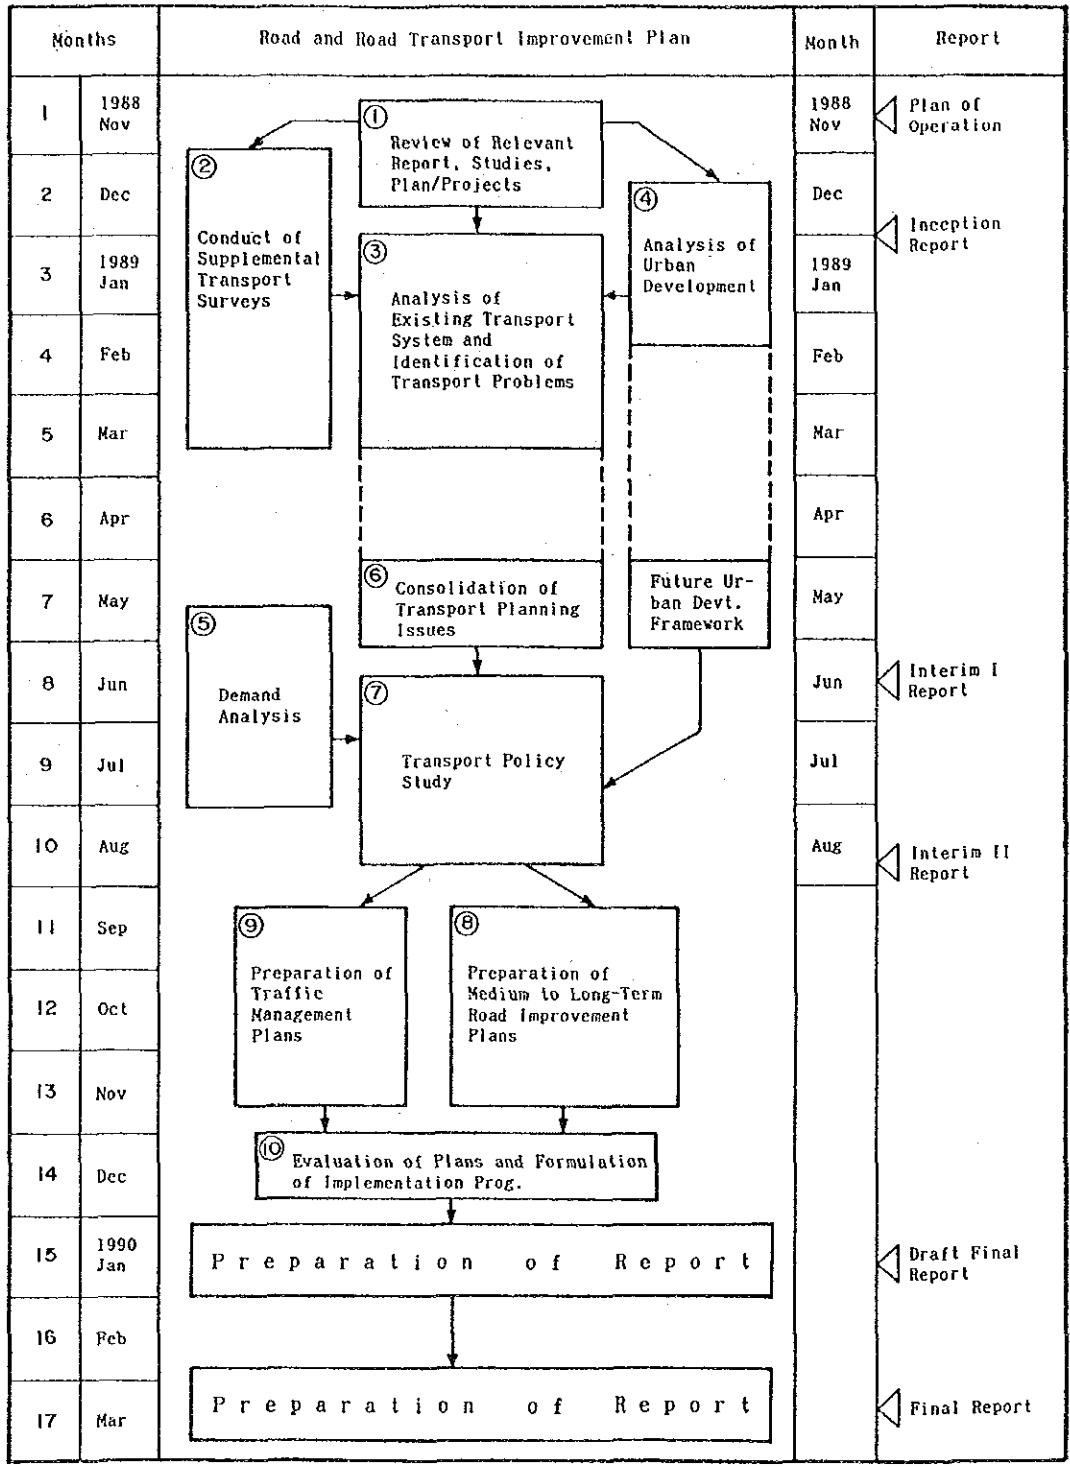 Months
Road and Road Transport Improvement Plan
Month
Report
1
1988
Nov
2
Dec
3
1989
Jan
4
Feb
5
Mar
6
Apr
7
May
8
Jun
9
Jul
10
Aug
11
Sep
12
Oct
13
Nov
14
Dec
15
1990
Jan
16
Feb
17
Mar
1
Review of Relevant
Report, Studies,
Plan/Projects
2
Conduct of
Supplemental
Transport
Surveys
3
Analysis of
Existing Transport
System and
Identification of
Transport Problems
4
Analysis of
Urban
Development
6
Consolidation of
Transport Planning
Issues
Future Ur-
ban Devt.
Framework
5
Demand
Analysis
7
Transport Policy
Study
9
Preparation of
Traffic
Management
Plans
8
Preparation of
Medium to Long-Term
Road Improvement
Plans
10
Evaluation of Plans and Formulation
of Implementation Prog.
Preparation of Report
Preparation of Report
1988
Nov
Dec
1989
Jan
Feb
Mar
Apr
May
Jun
Jul
Aug
Plan of
Operation
Inception
Report
Interim I
Report
Interim II
Report
Draft Final
Report
Final Report